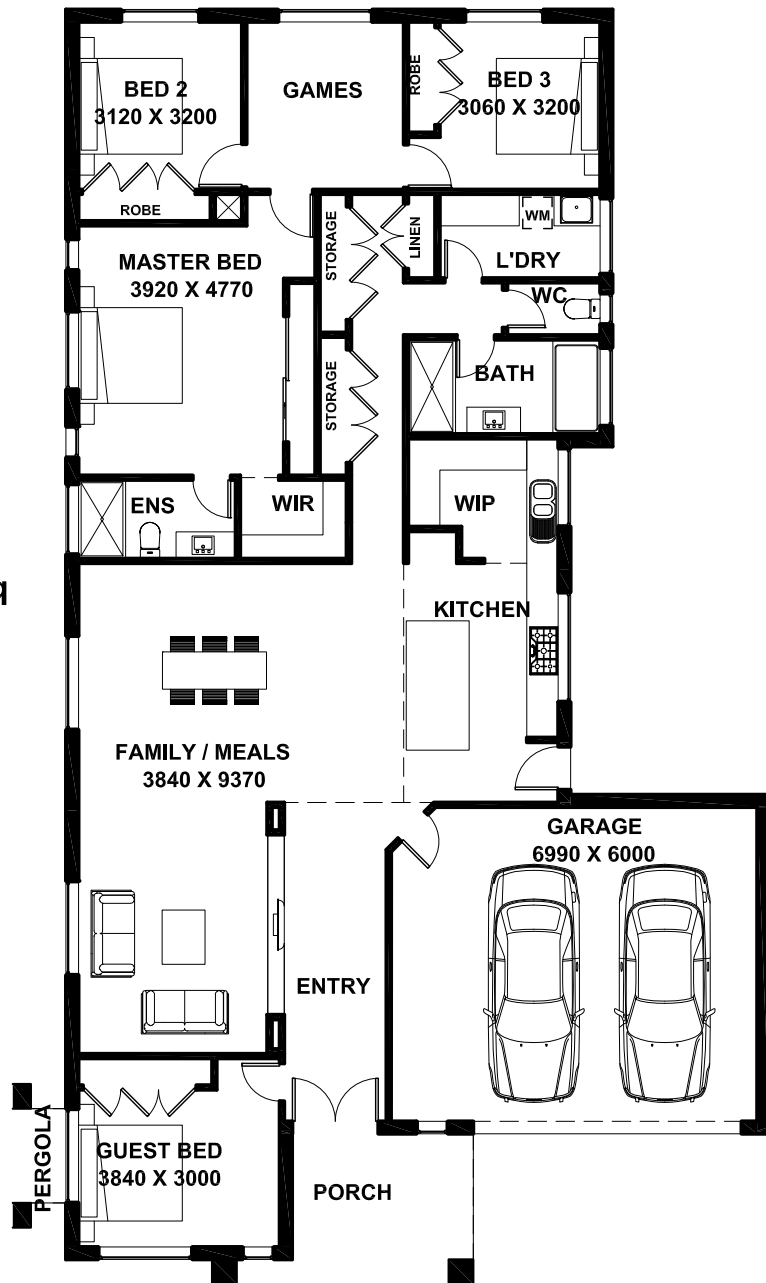 BED 2
3120 X 3200
GAMES
ROBE
BED 3
3060 X 3200
ROBE
STORAGE
LINEN
WM
L'DRY
MASTER BED
3920 X 4770
WC
STORAGE
BATH
ENS
WIR
WIP
q
KITCHEN
FAMILY / MEALS
3840 X 9370
GARAGE
6990 X 6000
ENTRY
PERGOLA
GUEST BED
3840 X 3000
PORCH